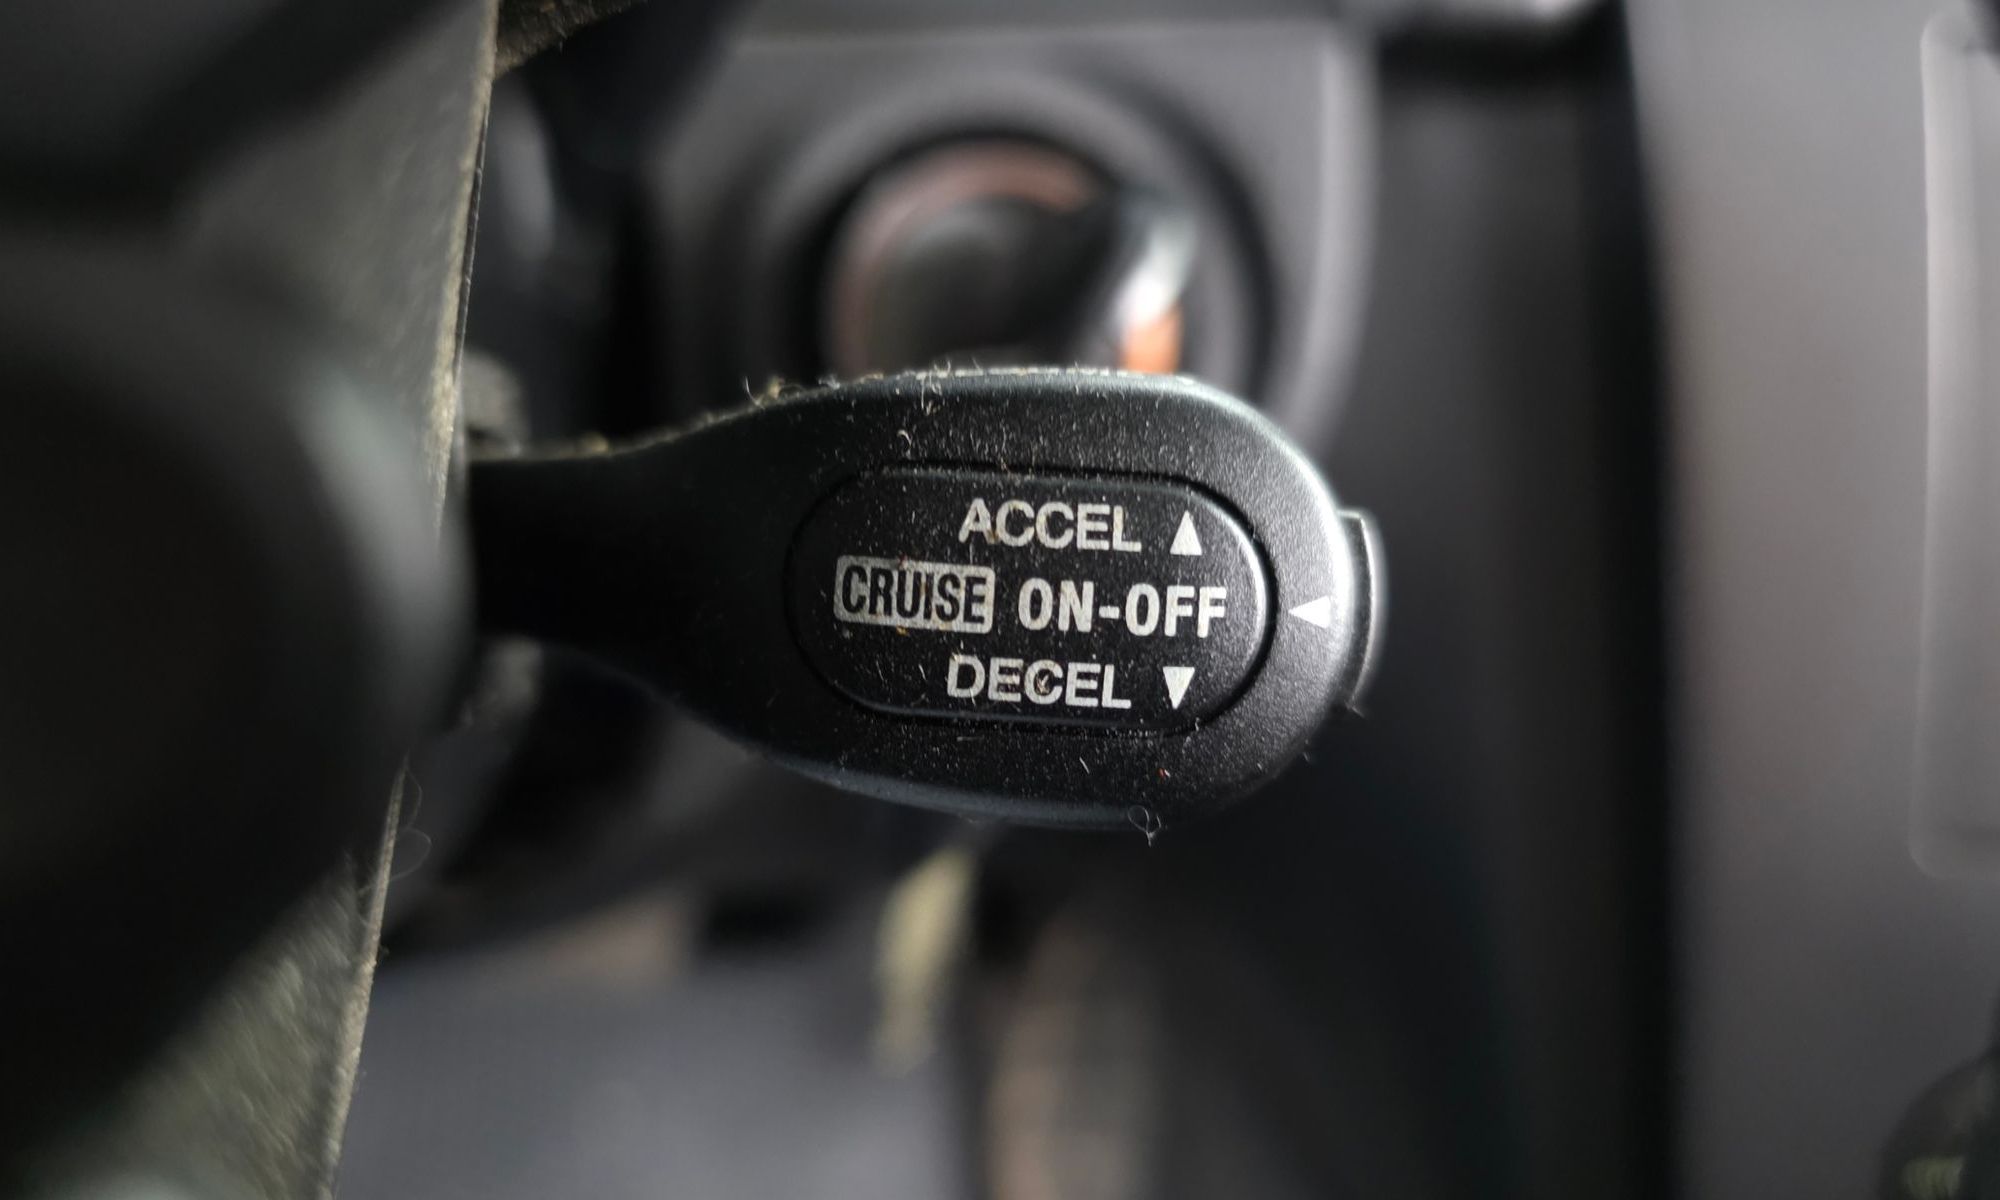 ACCEL ▲
CRUISE ON-OFF ◀
DECEL ▼